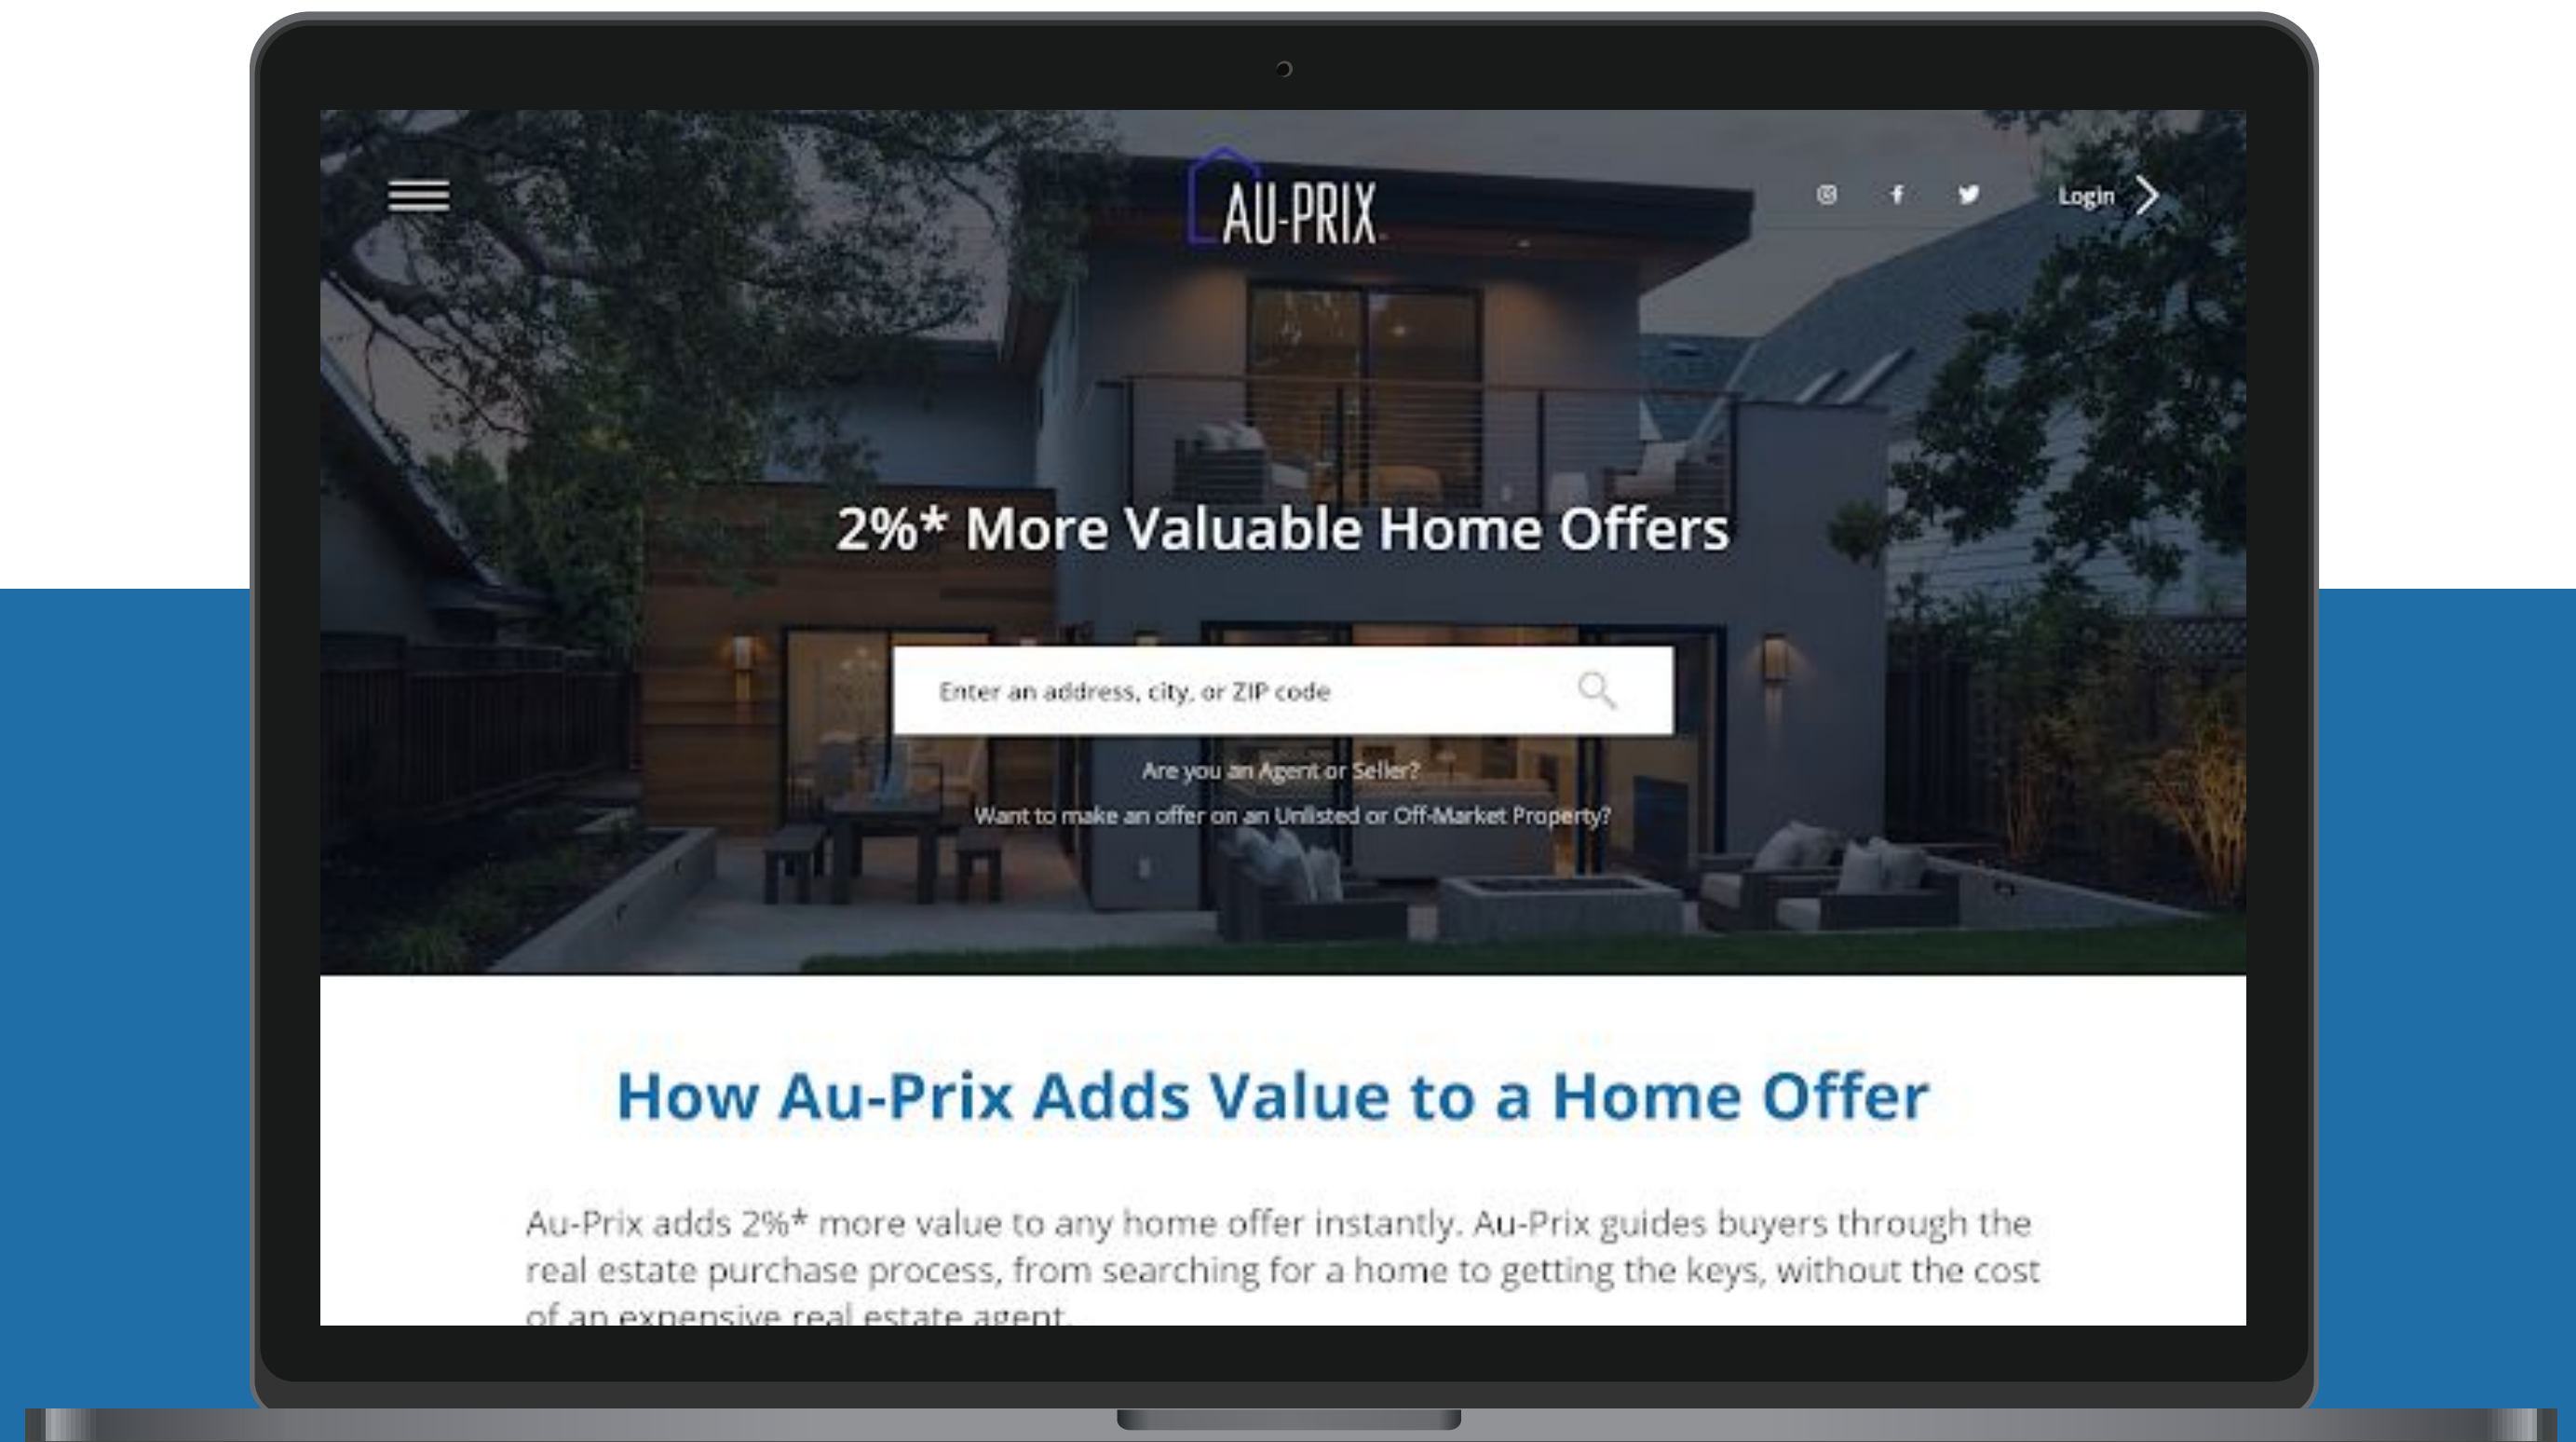 AU-PRIX
Login
2%* More Valuable Home Offers
Enter an address, city, or ZIP code
Are you an Agent or Seller?
Want to make an offer on an Unlisted or Off-Market Property?
How Au-Prix Adds Value to a Home Offer
Au-Prix adds 2%* more value to any home offer instantly. Au-Prix guides buyers through the
real estate purchase process, from searching for a home to getting the keys, without the cost
of an expensive real estate agent.